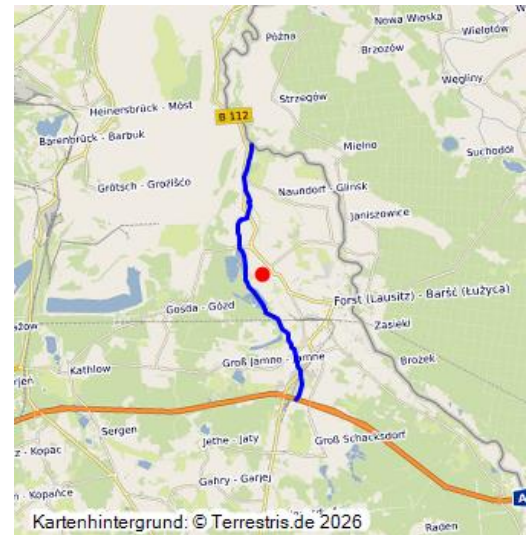 Nowa Wioska
Późna
Wielotów
Brzozów
Węgliny
Heinersbrück - Móst
Strzegów
B 112
Barenbrück - Barbuk
Mielno
Suchodół
Grötsch - Groźišćo
Naundorf - Glinsk
Janiszowice
Forst (Lausitz) - Baršć (Łużyca)
Gosda - Gózd
Zasieki
Groß Jamno - Jamne
Brożek
Kathlow
Sergen
Groß Schacksdorf
Jethe - Jaty
- Kopac
Gahry - Garjej
- Kopańce
A
Raden
Kartenhintergrund: © Terrestris.de 2026